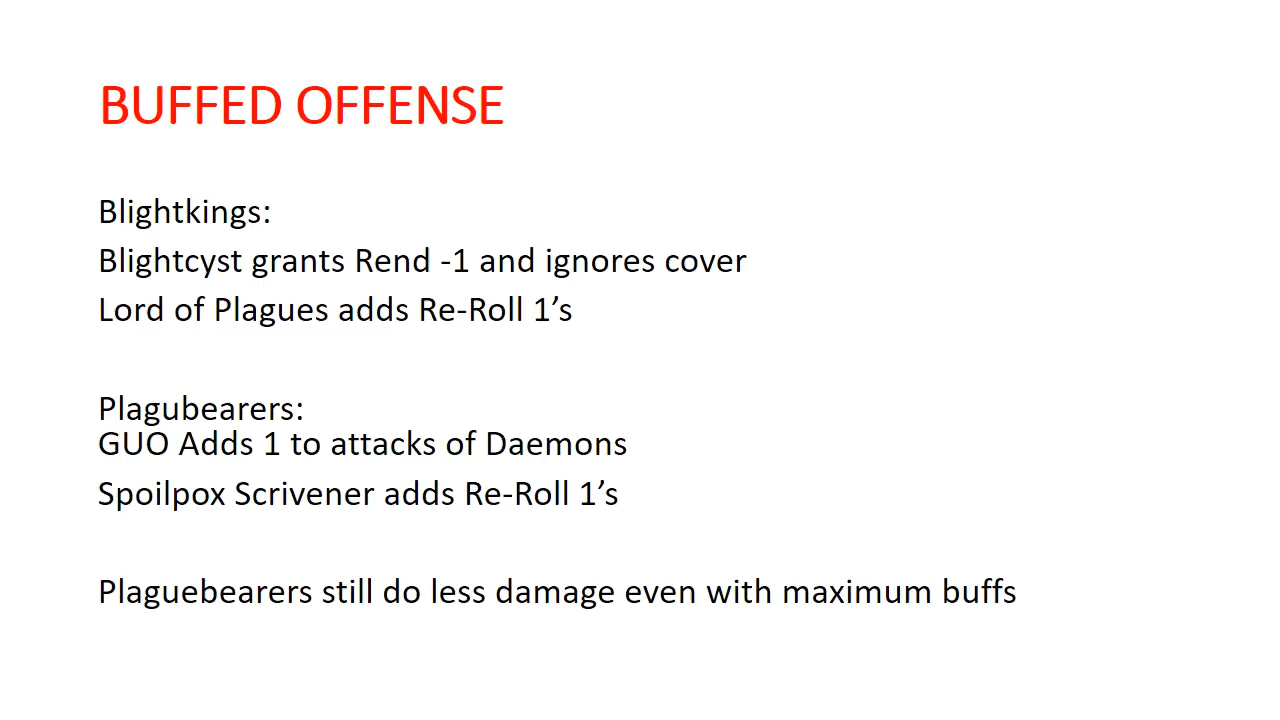 BUFFED OFFENSE
Blightkings:
Blightcyst grants Rend -1 and ignores cover
Lord of Plagues adds Re-Roll 1’s
Plagubearers:
GUO Adds 1 to attacks of Daemons
Spoilpox Scrivener adds Re-Roll 1’s
Plaguebearers still do less damage even with maximum buffs